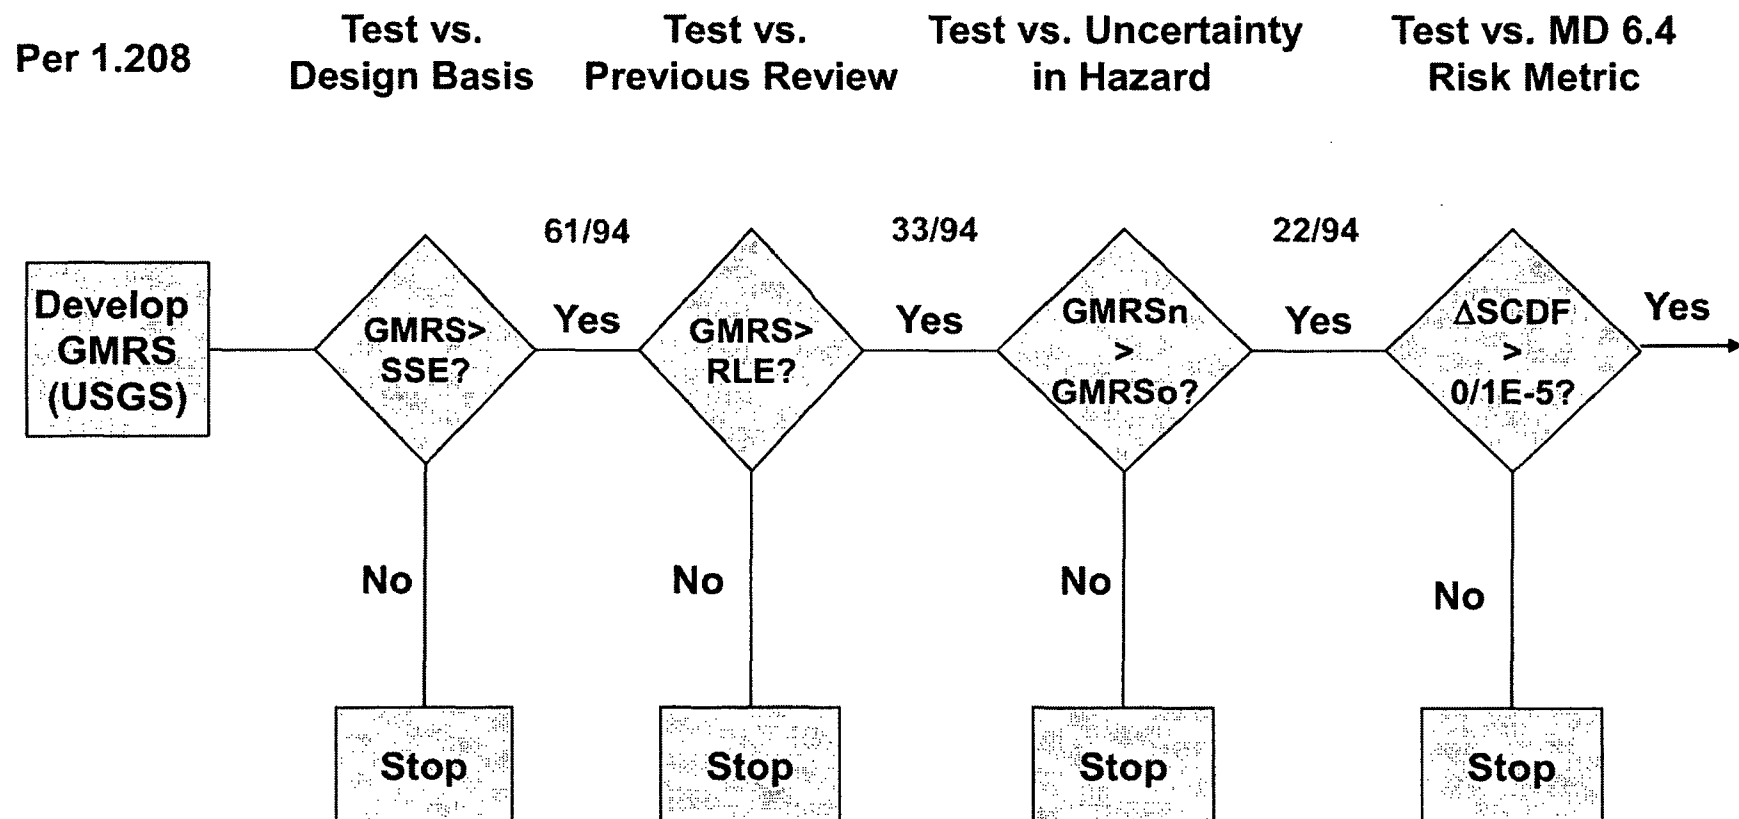 Per 1.208
Test vs.
Design Basis
Test vs.
Previous Review
Test vs. Uncertainty
in Hazard
Test vs. MD 6.4
Risk Metric
Develop
GMRS
(USGS)
GMRS>
SSE?
61/94
Yes
GMRS>
RLE?
33/94
Yes
GMRSn
>
GMRSo?
22/94
Yes
ΔSCDF
>
0/1E-5?
Yes
No
No
No
No
Stop
Stop
Stop
Stop